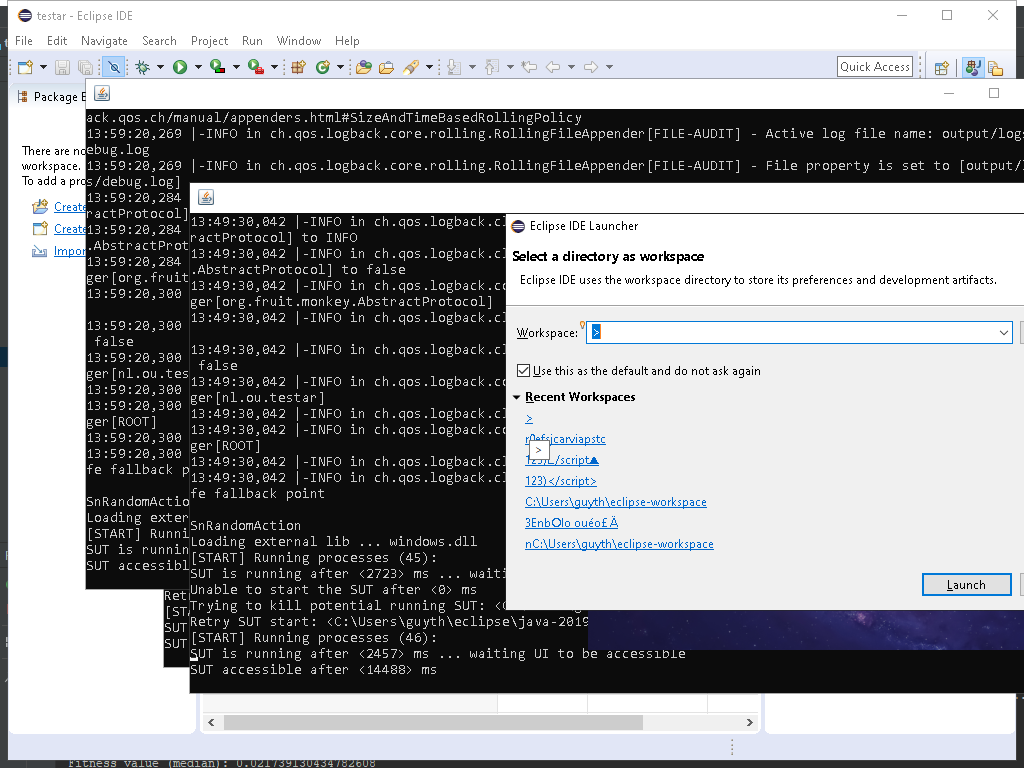 testar - Eclipse IDE
File Edit Navigate Search Project Run Window Help
Quick Access
Package E
There are no
workspace.
To add a pro
Create
Create
Impor
ack.qos.ch/manual/appenders.html#SizeAndTimeBasedRollingPolicy
13:59:20,269 |-INFO in ch.qos.logback.core.rolling.RollingFileAppender[FILE-AUDIT] - Active log file name: output/logs
ebug.log
13:59:20,269 |-INFO in ch.qos.logback.core.rolling.RollingFileAppender[FILE-AUDIT] - File property is set to [output/l
s/debug.log]
13:59:20,284
ractProtocol]
13:59:20,284
.AbstractProt
13:59:20,284
ger[org.fruit
13:59:20,300
13:59:20,300
false
13:59:20,300
ger[nl.ou.tes
13:59:20,300
13:59:20,300
ger[ROOT]
13:59:20,300
13:59:20,300
fe fallback p
SnRandomActio
Loading exter
[START] Runni
SUT is runnin
SUT accessibl
Retr
[STA
SUT
SUT
13:49:30,042 |-INFO in ch.qos.logback.cl
ractProtocol] to INFO
13:49:30,042 |-INFO in ch.qos.logback.cl
.AbstractProtocol] to false
13:49:30,042 |-INFO in ch.qos.logback.co
ger[org.fruit.monkey.AbstractProtocol]
13:49:30,042 |-INFO in ch.qos.logback.cl
13:49:30,042 |-INFO in ch.qos.logback.cl
false
13:49:30,042 |-INFO in ch.qos.logback.co
ger[nl.ou.testar]
13:49:30,042 |-INFO in ch.qos.logback.cl
13:49:30,042 |-INFO in ch.qos.logback.co
ger[ROOT]
13:49:30,042 |-INFO in ch.qos.logback.cl
13:49:30,042 |-INFO in ch.qos.logback.cl
fe fallback point
SnRandomAction
Loading external lib ... windows.dll
[START] Running processes (45):
SUT is running after <2723> ms ... waiti
Unable to start the SUT after <0> ms
Trying to kill potential running SUT: <C
Retry SUT start: <C:\Users\guyth\eclipse\java-2019
[START] Running processes (46):
SUT is running after <2457> ms ... waiting UI to be accessible
SUT accessible after <14488> ms
Eclipse IDE Launcher
Select a directory as workspace
Eclipse IDE uses the workspace directory to store its preferences and development artifacts.
Workspace: >
Use this as the default and do not ask again
Recent Workspaces
>
r0efsjcarviapstc
>
123)</script▲
123)</script>
C:\Users\guyth\eclipse-workspace
3EnbOlo ouéo£Ä
nC:\Users\guyth\eclipse-workspace
Launch
Fitness value (median): 0.021739130434782608